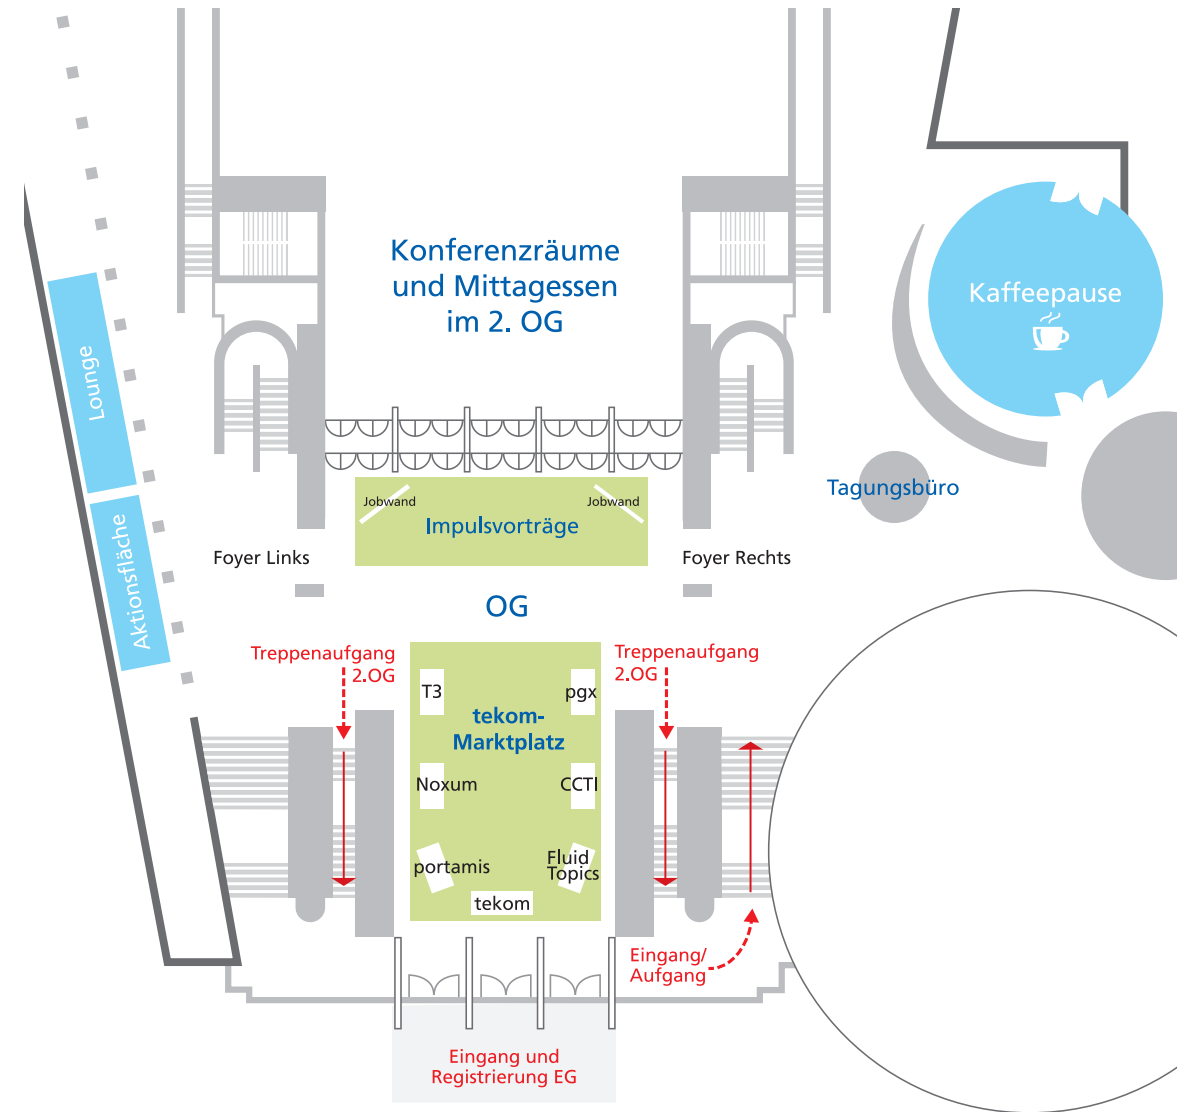 Konferenzräume
und Mittagessen
im 2. OG
Kaffeepause
Lounge
Aktionsfläche
Tagungsbüro
Jobwand
Jobwand
Impulsvorträge
Foyer Links
Foyer Rechts
OG
Treppenaufgang
2.OG
Treppenaufgang
2.OG
T3
pgx
tekom-
Marktplatz
Noxum
CCTI
portamis
Fluid
Topics
tekom
Eingang/
Aufgang
Eingang und
Registrierung EG